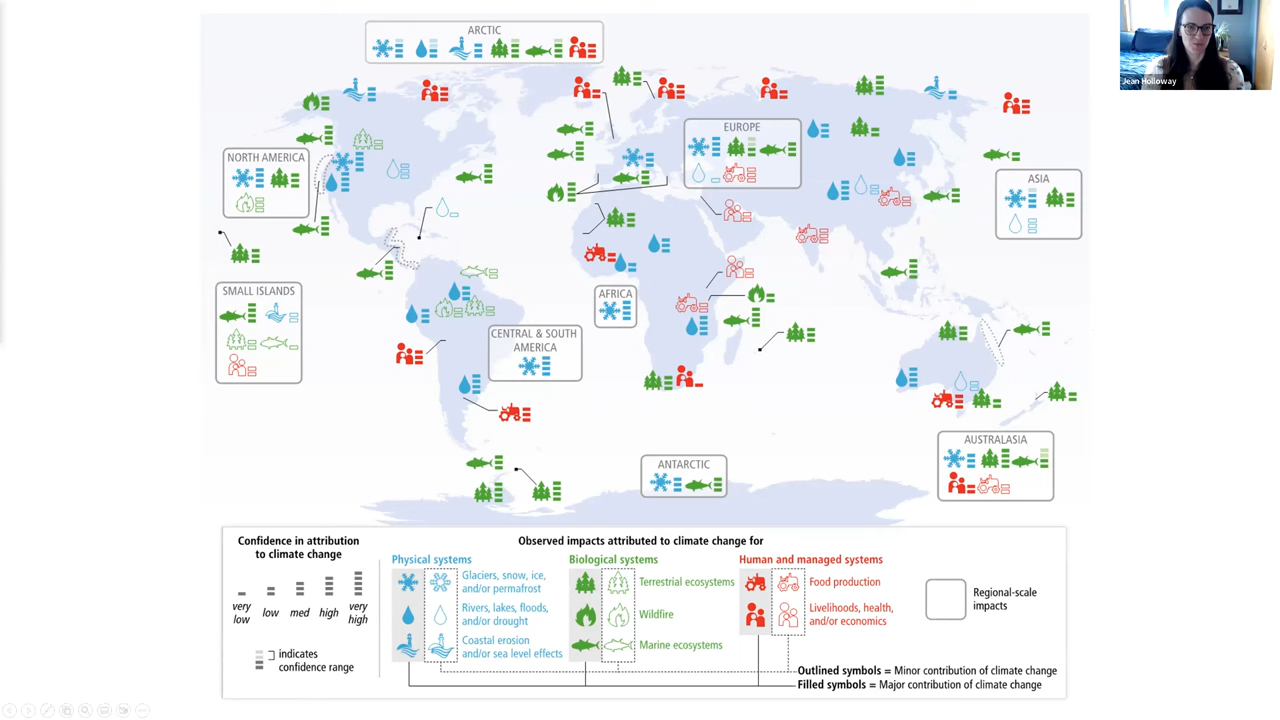 ARCTIC
Jean Holloway
EUROPE
NORTH AMERICA
ASIA
SMALL ISLANDS
AFRICA
CENTRAL & SOUTH
AMERICA
AUSTRALASIA
ANTARCTIC
Confidence in attribution
to climate change
very
low
low
med
high
very
high
indicates
confidence range
Observed impacts attributed to climate change for
Physical systems
Glaciers, snow, ice,
and/or permafrost
Rivers, lakes, floods,
and/or drought
Coastal erosion
and/or sea level effects
Biological systems
Terrestrial ecosystems
Wildfire
Marine ecosystems
Human and managed systems
Food production
Livelihoods, health,
and/or economics
Regional-scale
impacts
Outlined symbols = Minor contribution of climate change
Filled symbols = Major contribution of climate change